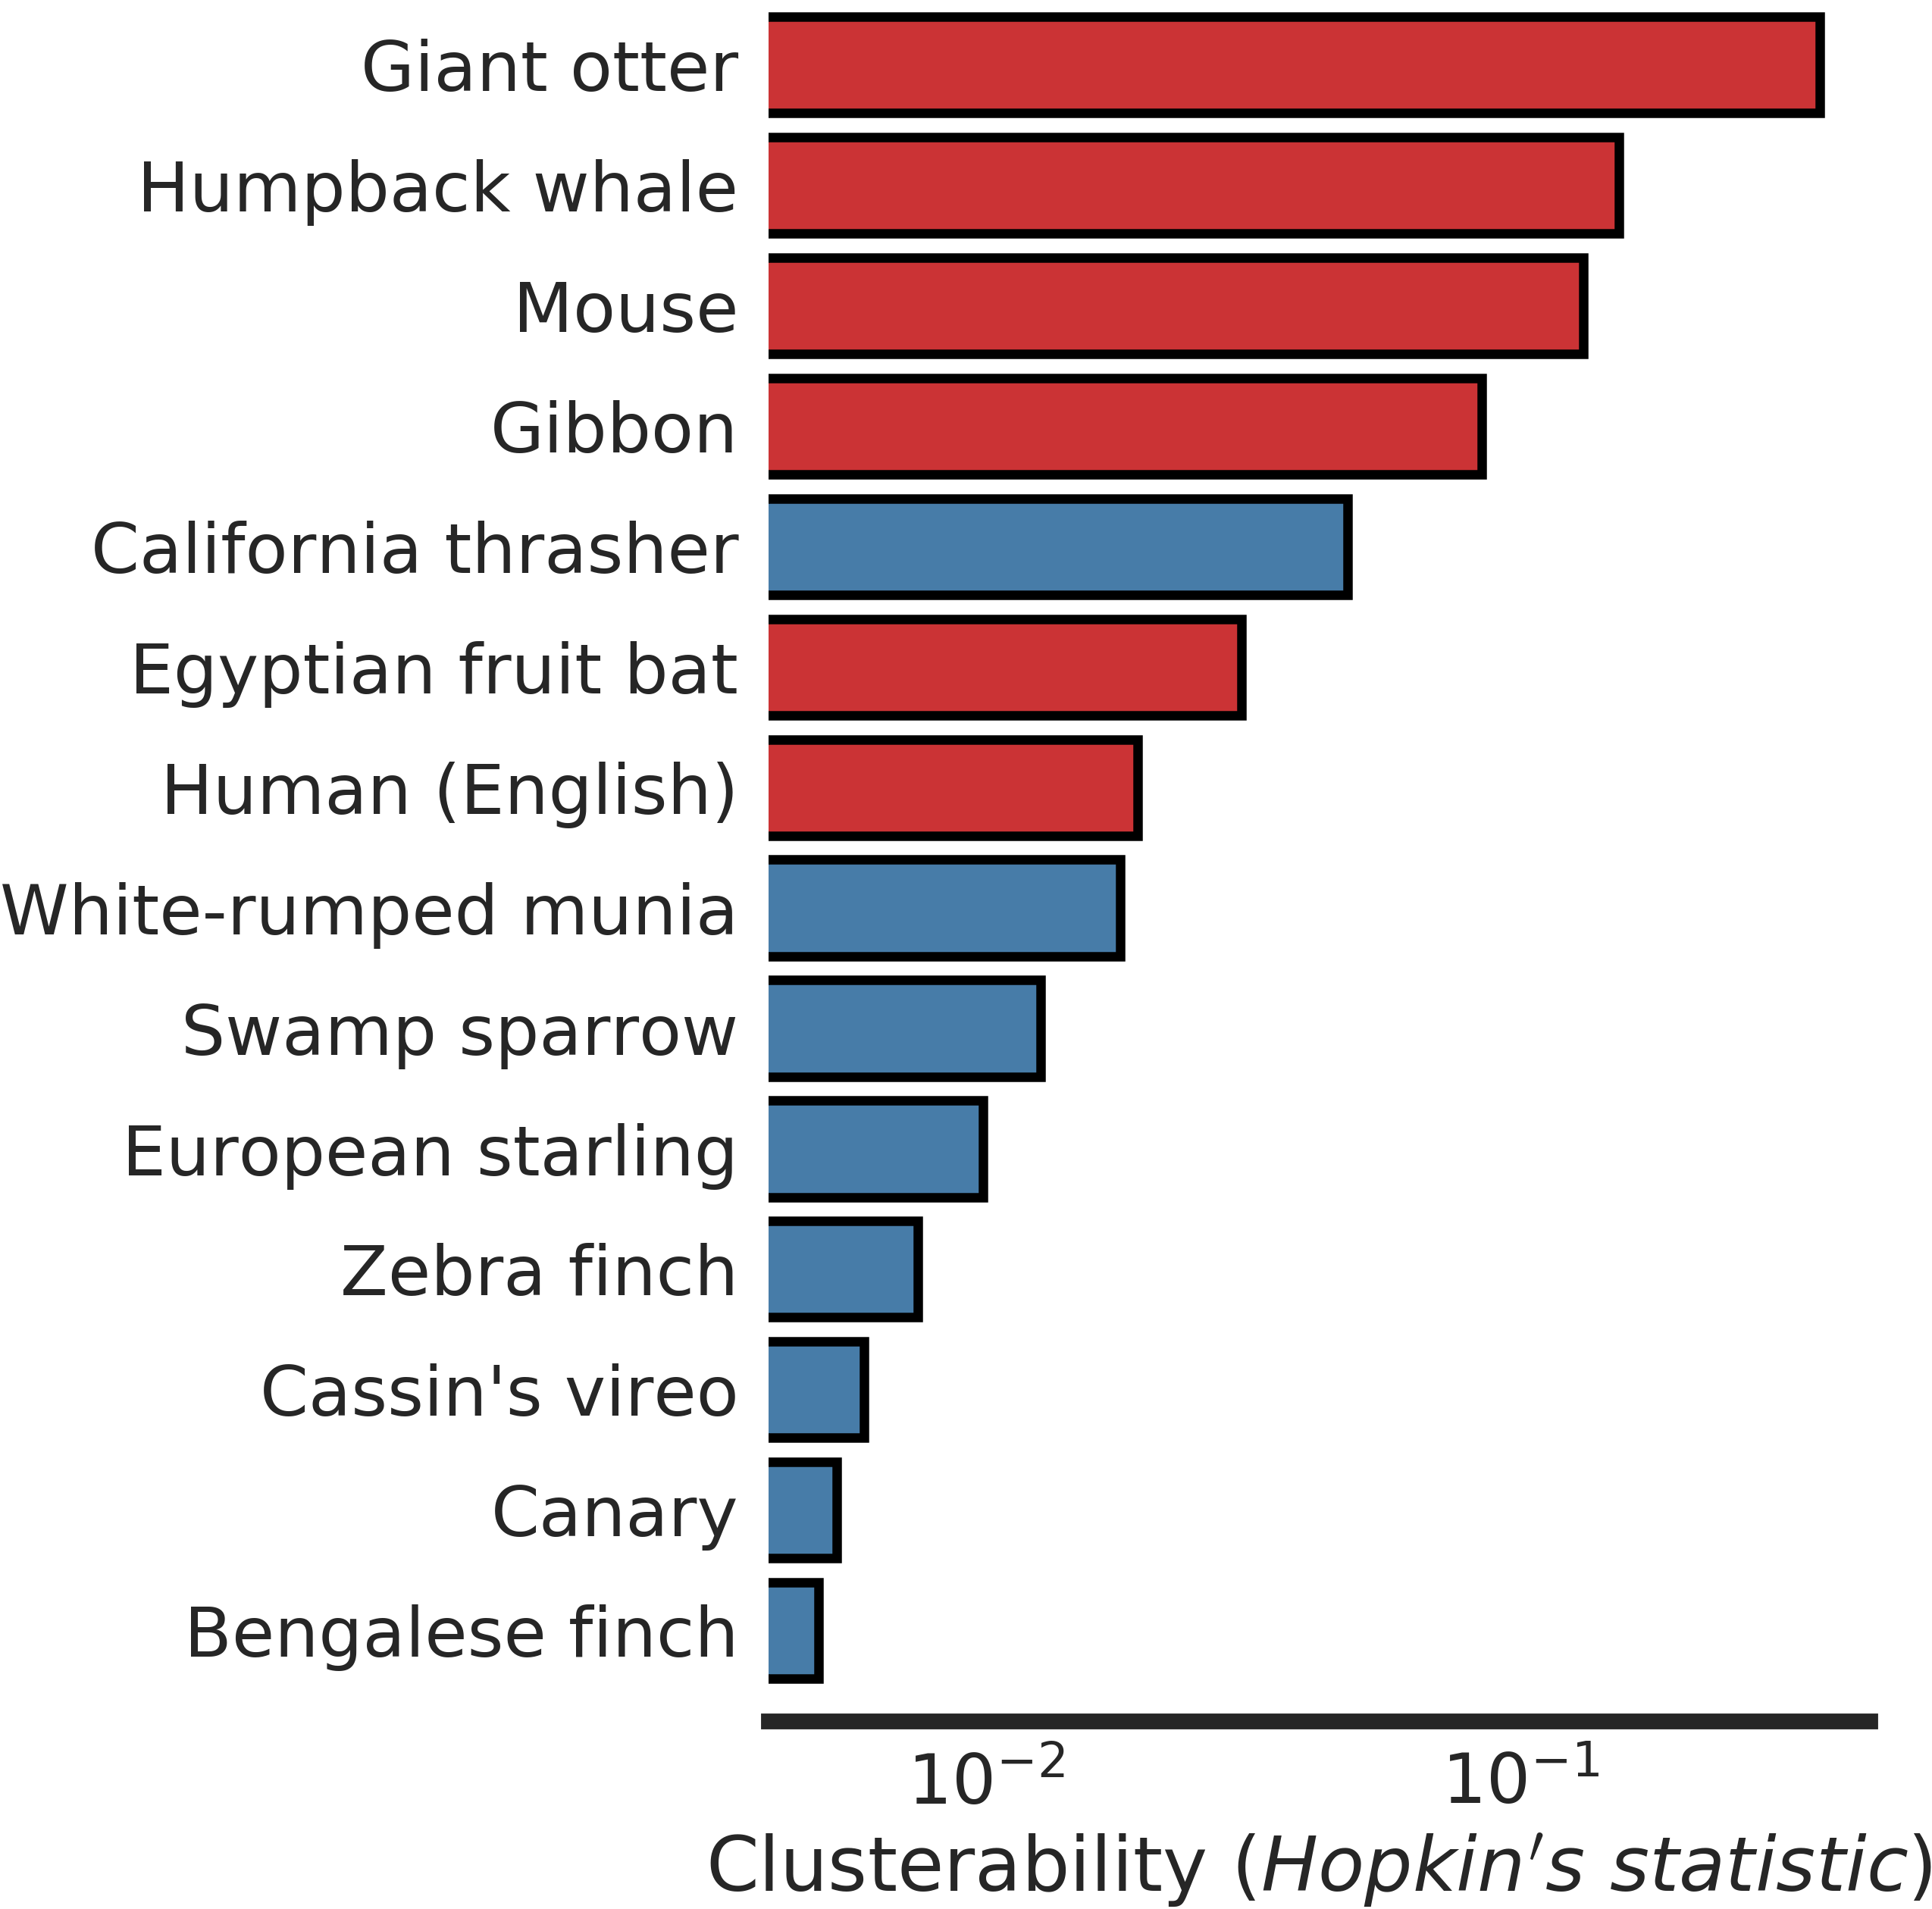 Giant otter
Humpback whale
Mouse
Gibbon
California thrasher
Egyptian fruit bat
Human (English)
White-rumped munia
Swamp sparrow
European starling
Zebra finch
Cassin's vireo
Canary
Bengalese finch
10⁻² 10⁻¹
Clusterability (Hopkin′s statistic)